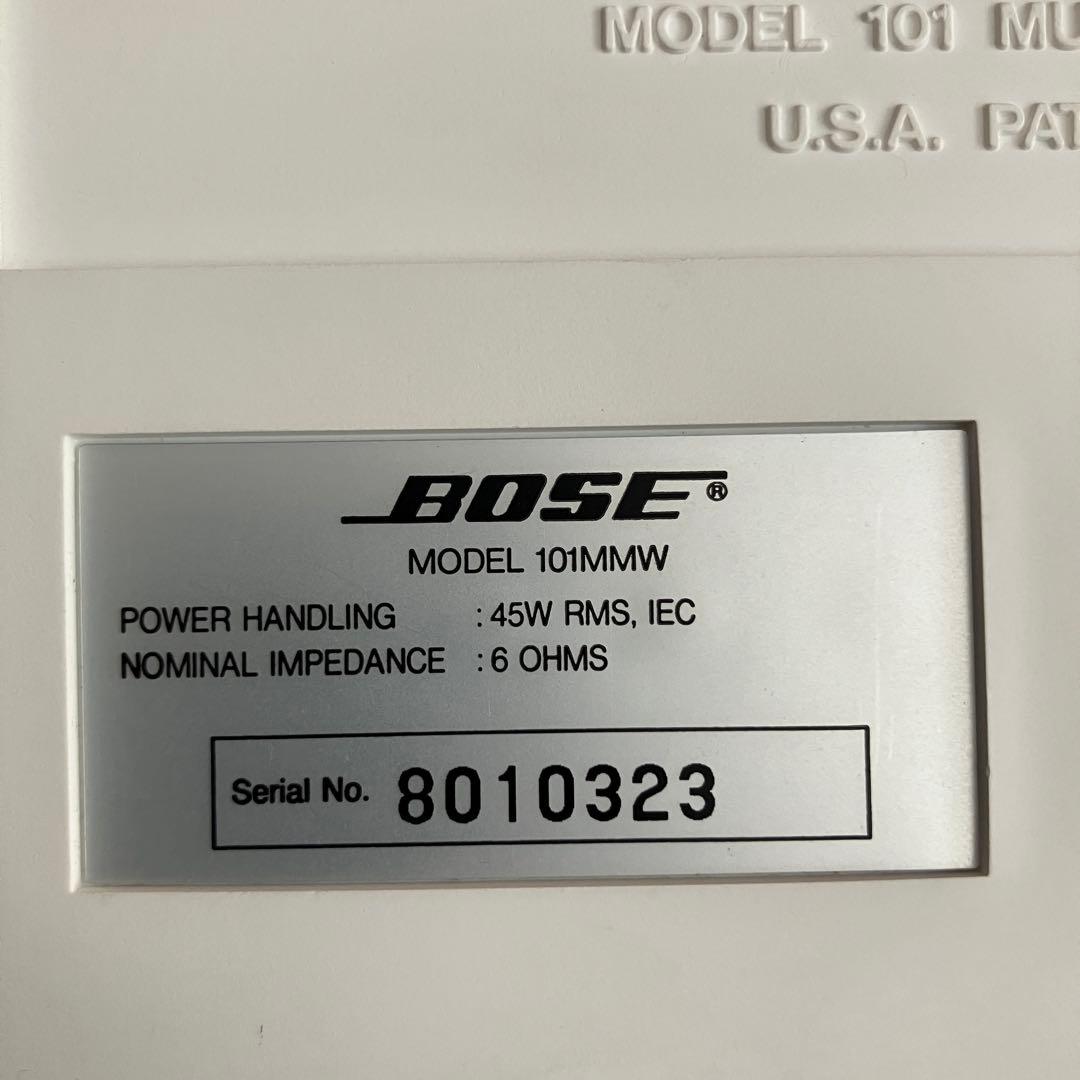 MODEL 101 MU
U.S.A. PAT
BOSE®
MODEL 101MMW
POWER HANDLING : 45W RMS, IEC
NOMINAL IMPEDANCE : 6 OHMS
Serial No. 8010323